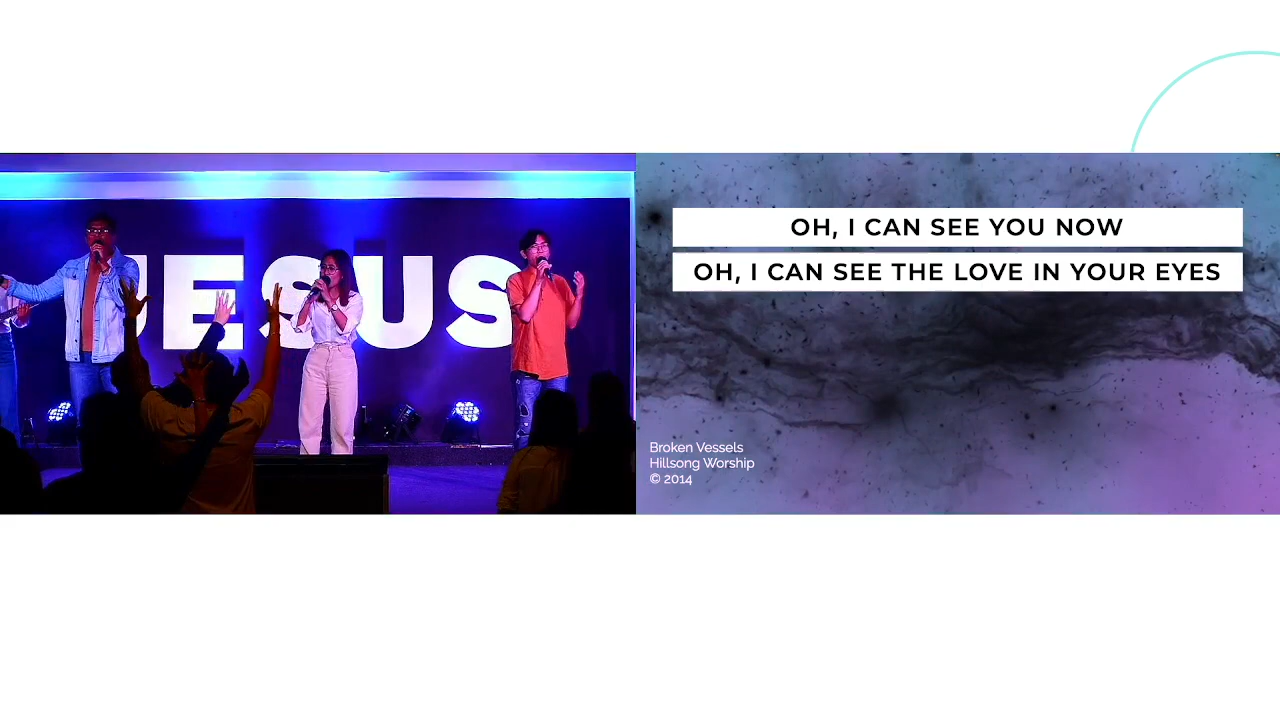 JESUS
OH, I CAN SEE YOU NOW
OH, I CAN SEE THE LOVE IN YOUR EYES
Broken Vessels
Hillsong Worship
© 2014